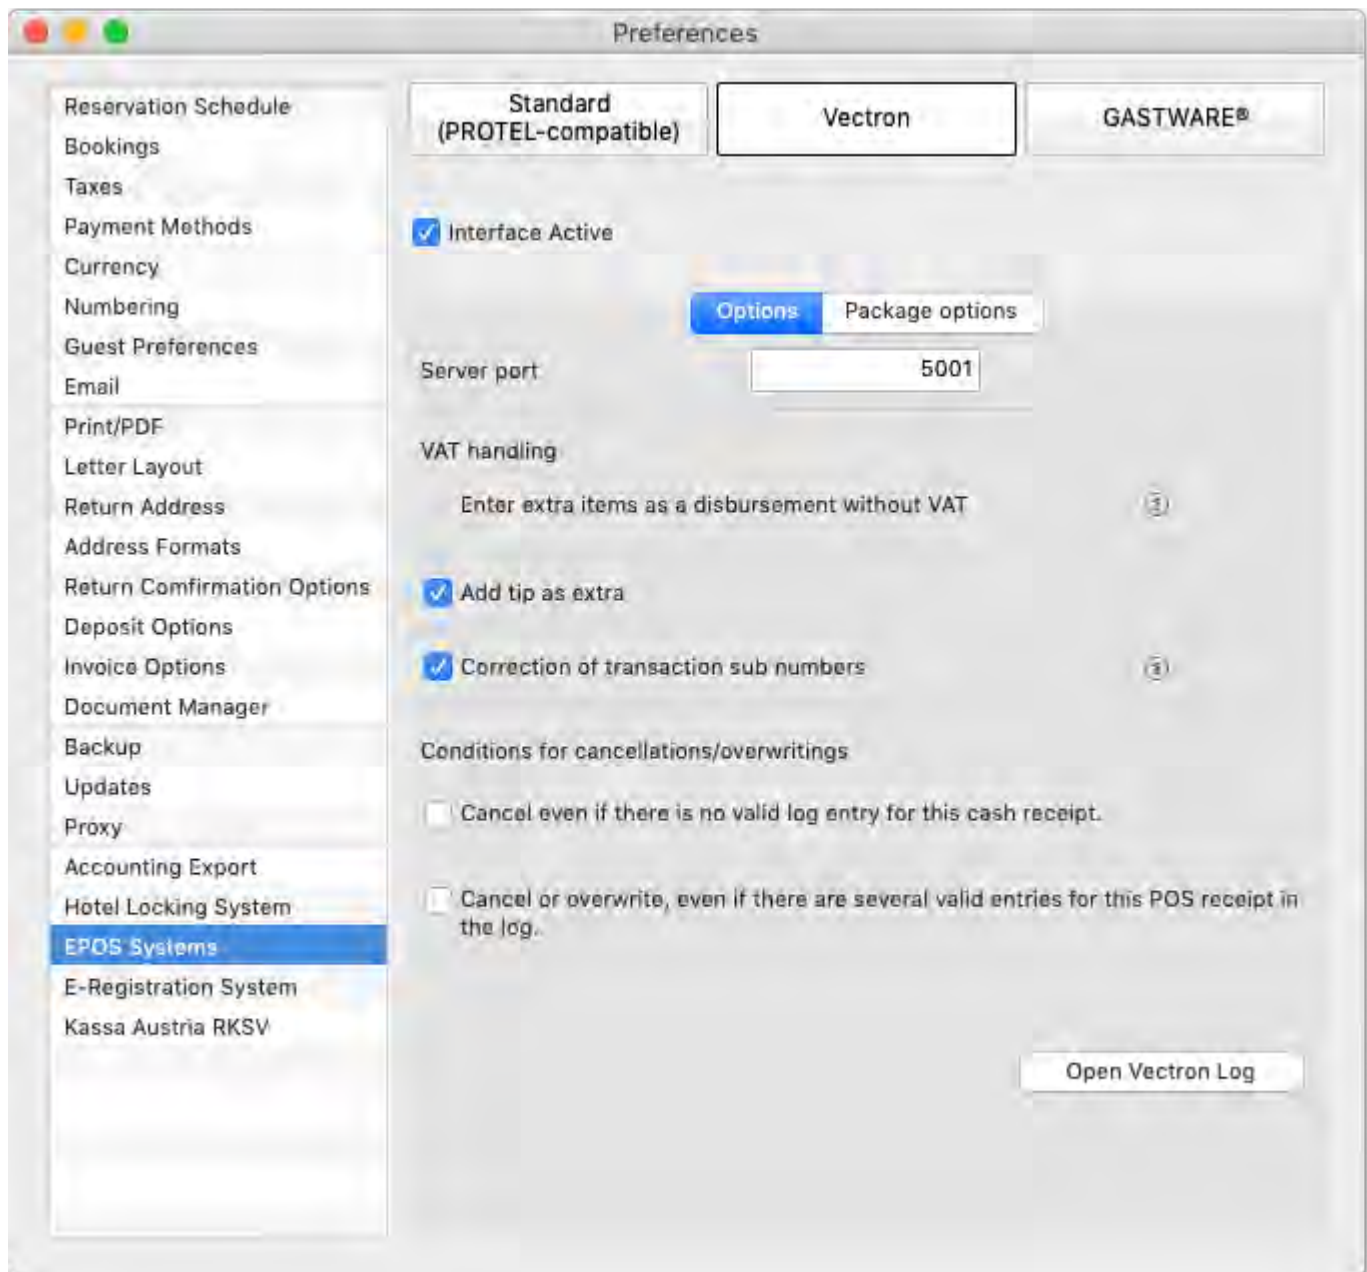 Preferences
Reservation Schedule
Bookings
Taxes
Payment Methods
Currency
Numbering
Guest Preferences
Email
Print/PDF
Letter Layout
Return Address
Address Formats
Return Comfirmation Options
Deposit Options
Invoice Options
Document Manager
Backup
Updates
Proxy
Accounting Export
Hotel Locking System
EPOS Systems
E-Registration System
Kassa Austria RKSV
Standard
(PROTEL-compatible)
Vectron
GASTWARE®
Interface Active
Options
Package options
Server port
5001
VAT handling
Enter extra items as a disbursement without VAT
Add tip as extra
Correction of transaction sub numbers
Conditions for cancellations/overwritings
Cancel even if there is no valid log entry for this cash receipt.
Cancel or overwrite, even if there are several valid entries for this POS receipt in
the log.
Open Vectron Log